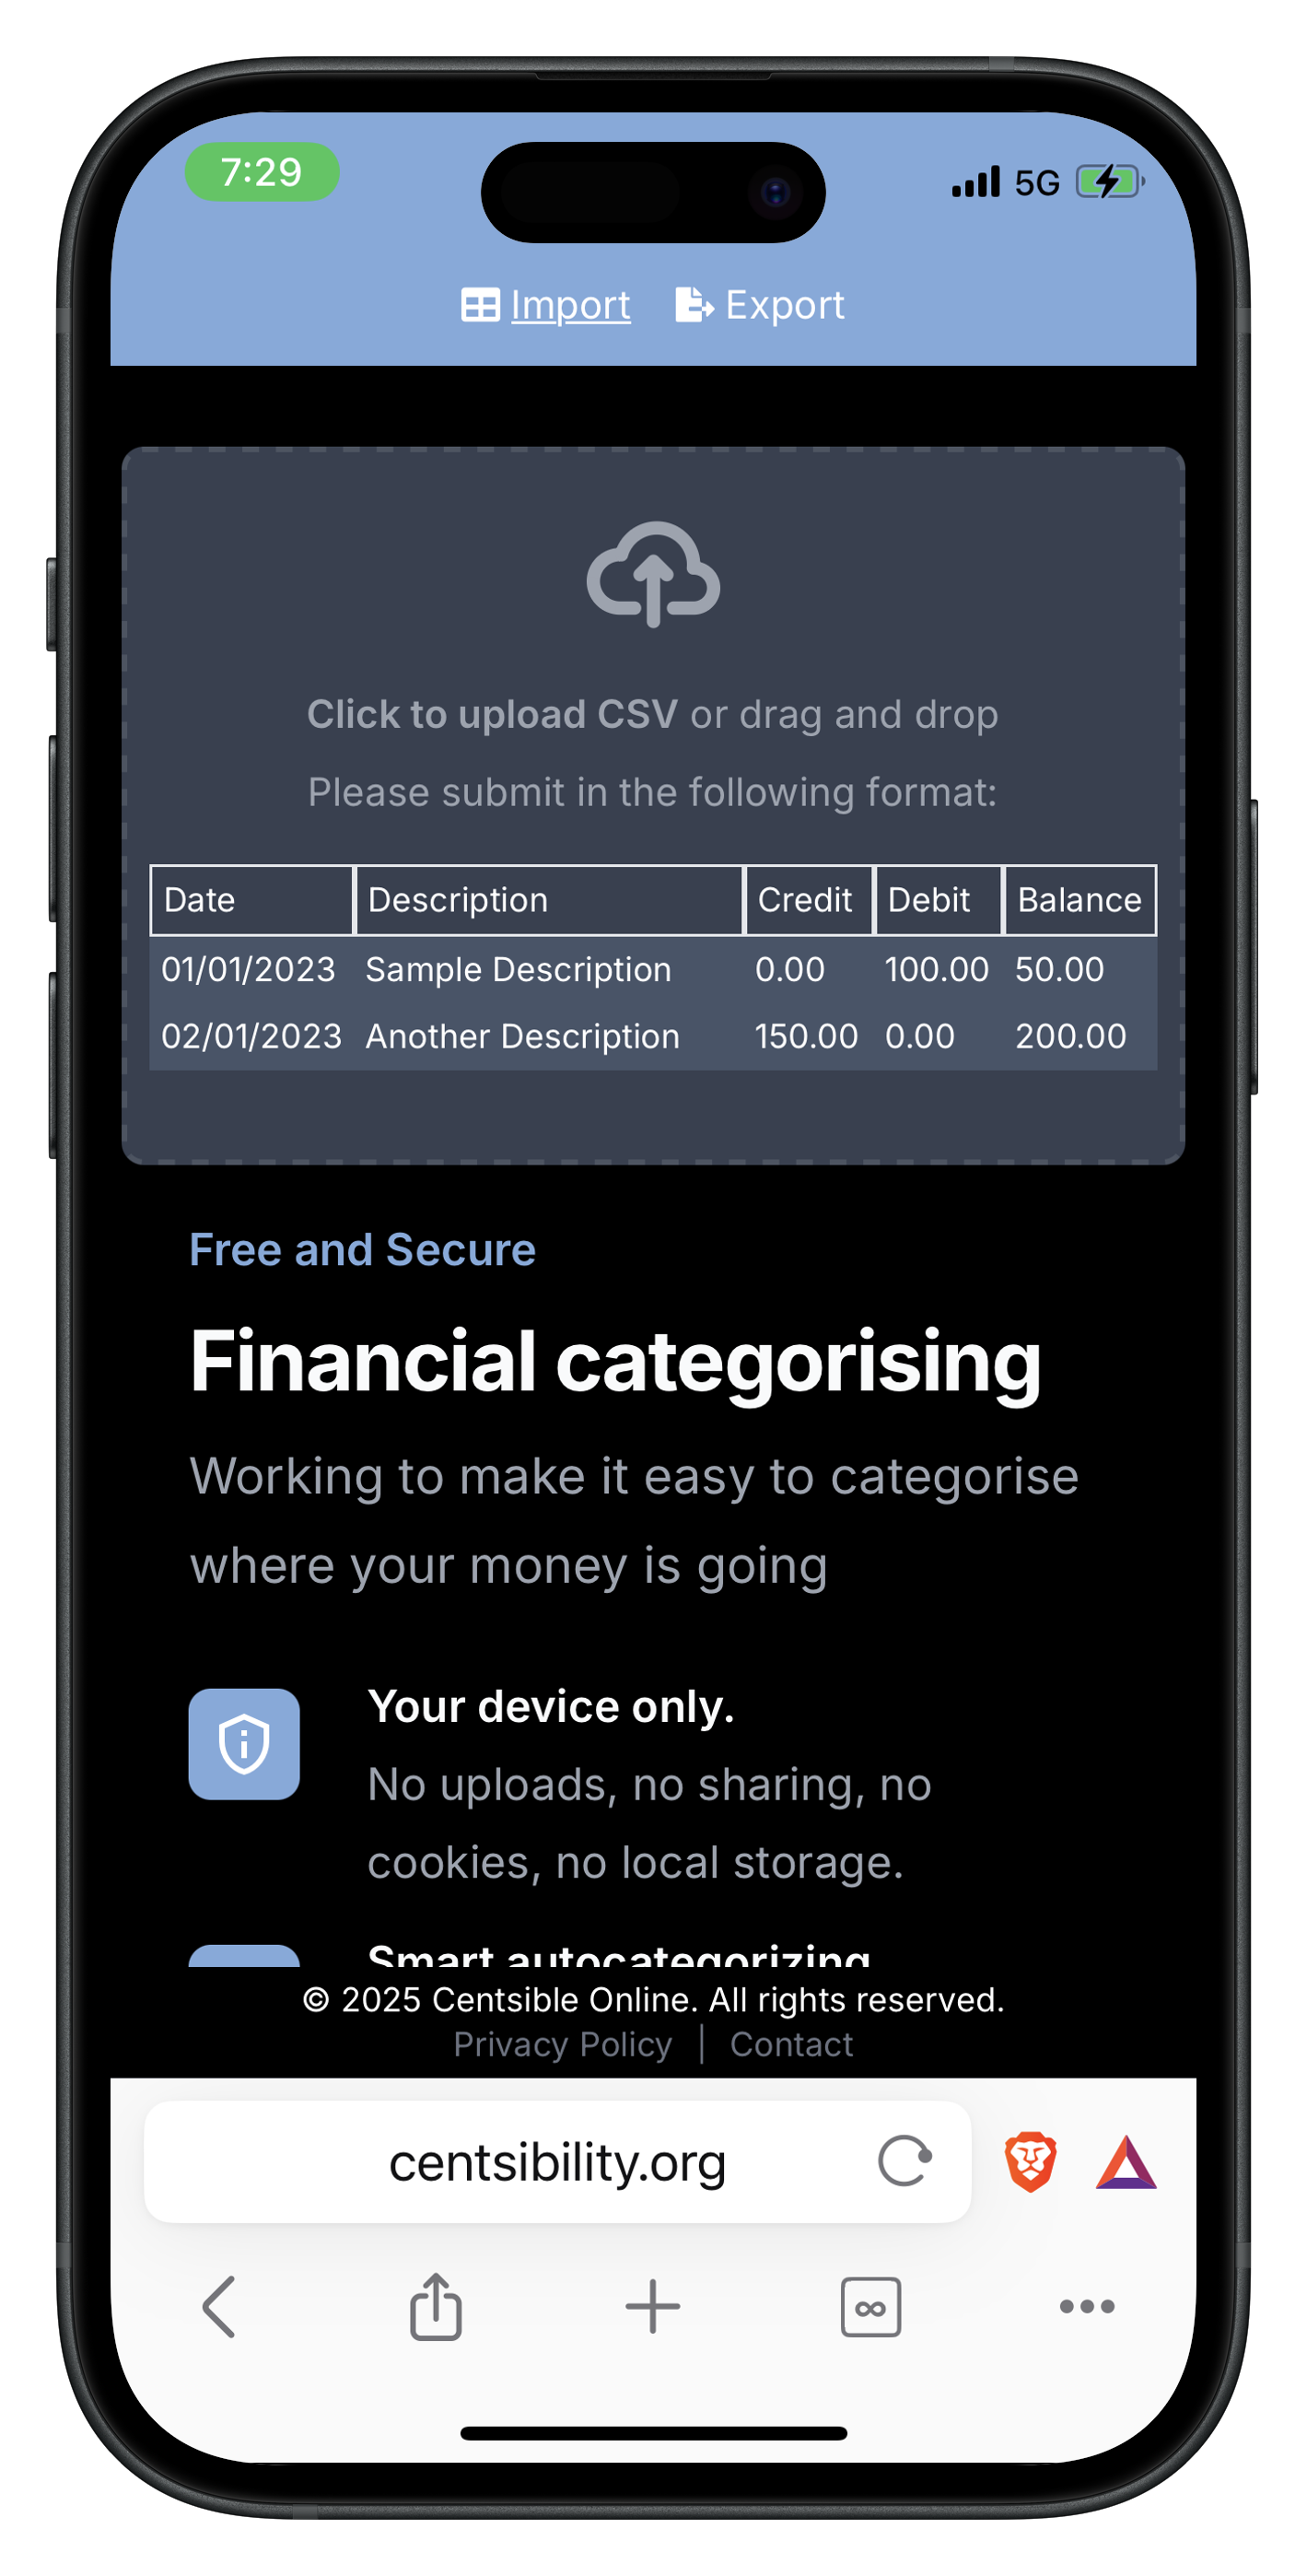 7:29 5G
Import Export
Click to upload CSV or drag and drop
Please submit in the following format:
Date Description Credit Debit Balance
01/01/2023 Sample Description 0.00 100.00 50.00
02/01/2023 Another Description 150.00 0.00 200.00
Free and Secure
Financial categorising
Working to make it easy to categorise
where your money is going
Your device only.
No uploads, no sharing, no
cookies, no local storage.
Smart autocategorizing
© 2025 Centsible Online. All rights reserved.
Privacy Policy | Contact
centsibility.org